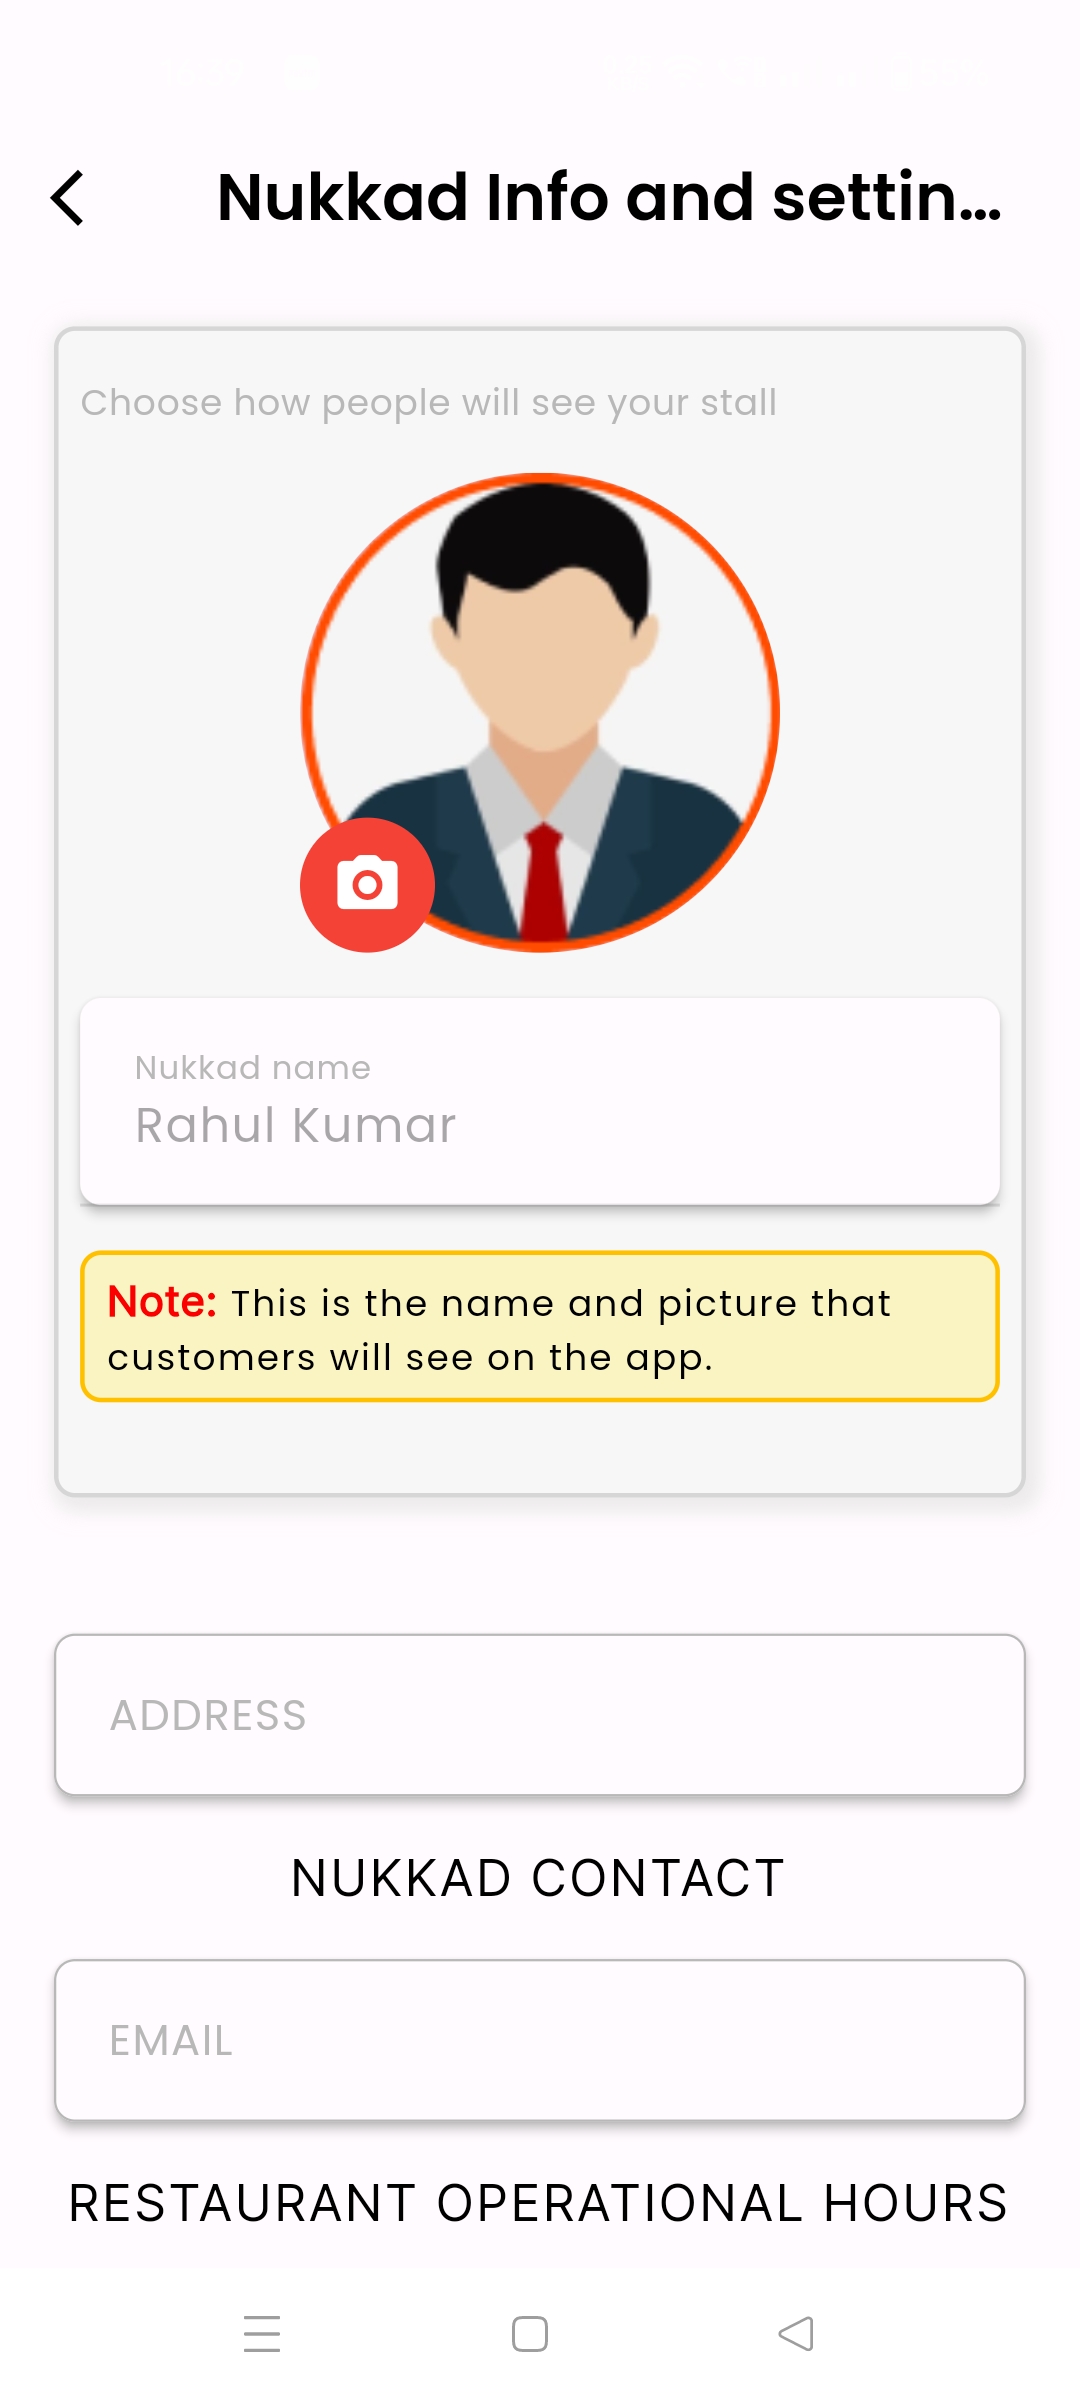 Nukkad Info and settin...
Choose how people will see your stall
Nukkad name
Rahul Kumar
Note: This is the name and picture that
customers will see on the app.
ADDRESS
NUKKAD CONTACT
EMAIL
RESTAURANT OPERATIONAL HOURS